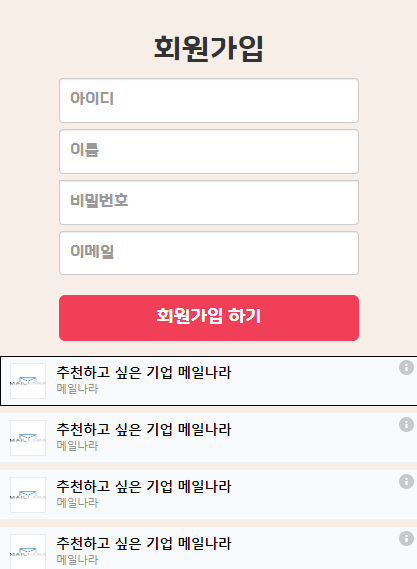 회원가입
아이디
이름
비밀번호
이메일
회원가입 하기
추천하고 싶은 기업 메일나라
메일나라
추천하고 싶은 기업 메일나라
메일나라
추천하고 싶은 기업 메일나라
메일나라
추천하고 싶은 기업 메일나라
메일나라